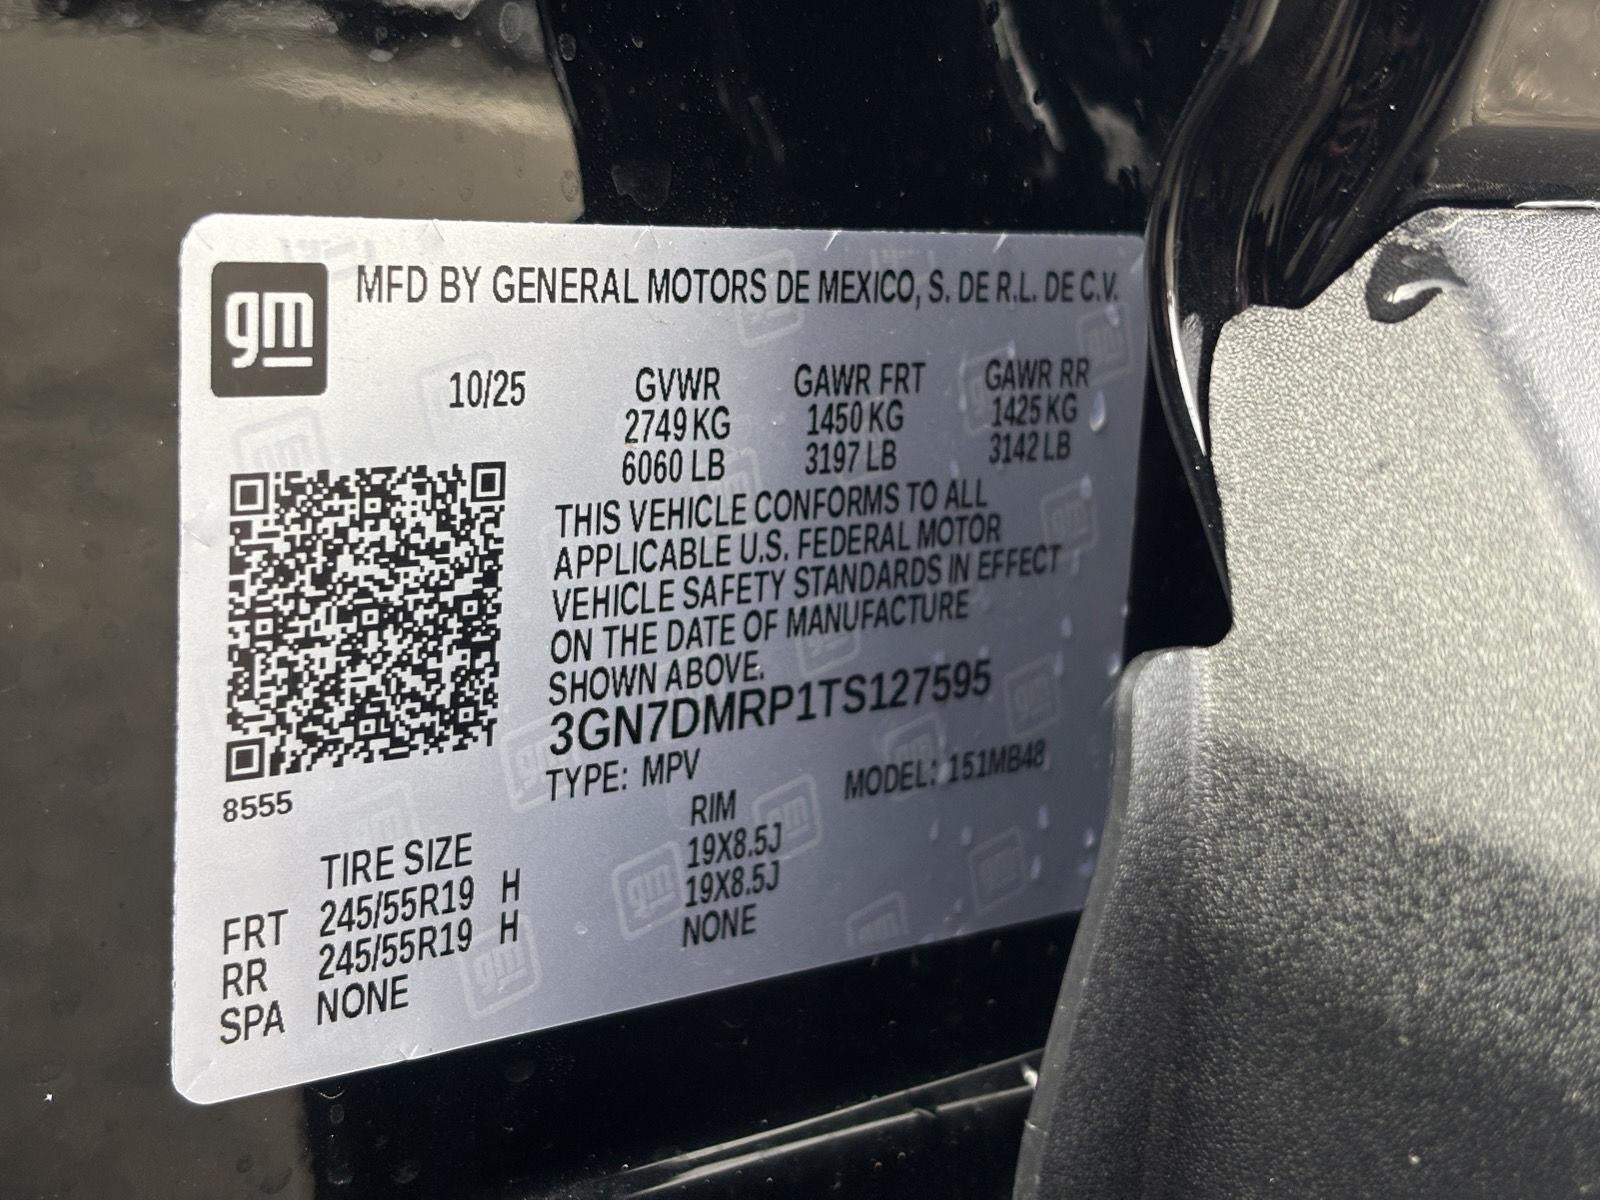 gm
MFD BY GENERAL MOTORS DE MEXICO, S. DE R.L. DE C.V.
10/25 GVWR GAWR FRT GAWR RR
2749 KG 1450 KG 1425 KG
6060 LB 3197 LB 3142 LB
THIS VEHICLE CONFORMS TO ALL
APPLICABLE U.S. FEDERAL MOTOR
VEHICLE SAFETY STANDARDS IN EFFECT
ON THE DATE OF MANUFACTURE
SHOWN ABOVE.
3GN7DMRP1TS127595
TYPE: MPV MODEL: 151MB48
8555
TIRE SIZE RIM
FRT 245/55R19 H 19X8.5J
RR 245/55R19 H 19X8.5J
SPA NONE NONE